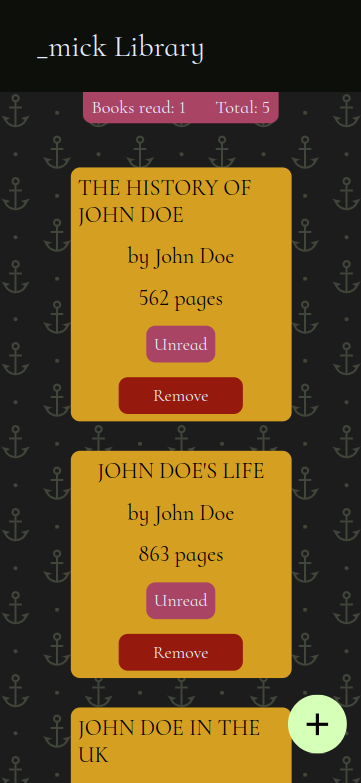 _mick Library
Books read: 1 Total: 5
THE HISTORY OF
JOHN DOE
by John Doe
562 pages
Unread
Remove
JOHN DOE'S LIFE
by John Doe
863 pages
Unread
Remove
JOHN DOE IN THE
UK
+